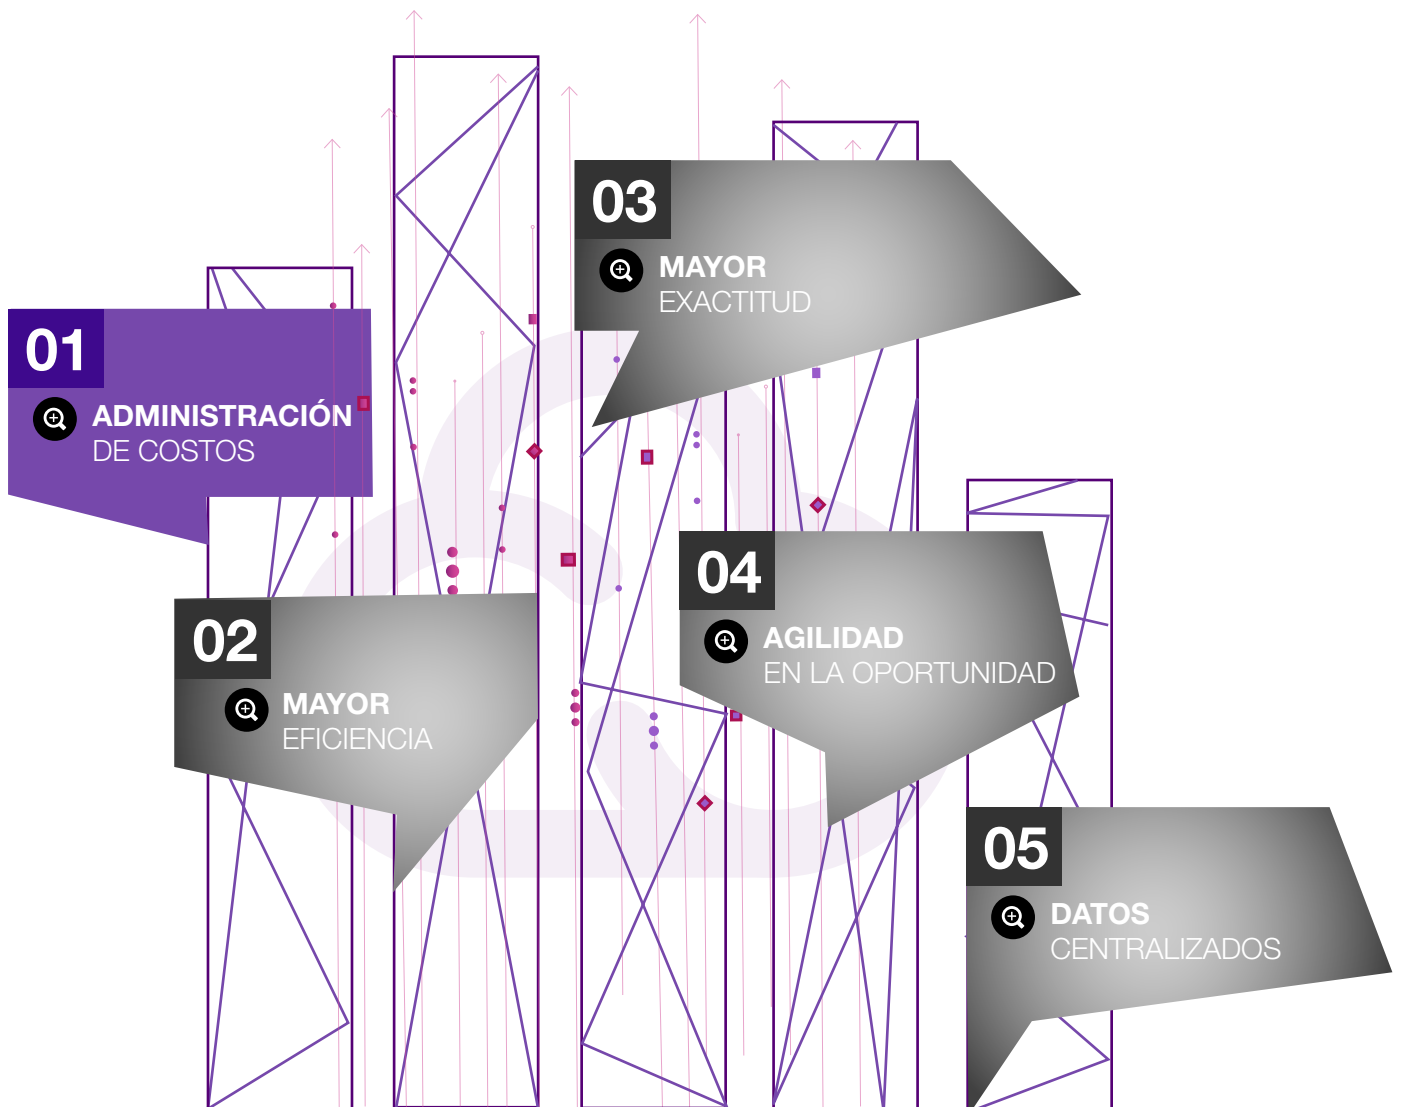 01
ADMINISTRACIÓN
DE COSTOS
02
MAYOR
EFICIENCIA
03
MAYOR
EXACTITUD
04
AGILIDAD
EN LA OPORTUNIDAD
05
DATOS
CENTRALIZADOS